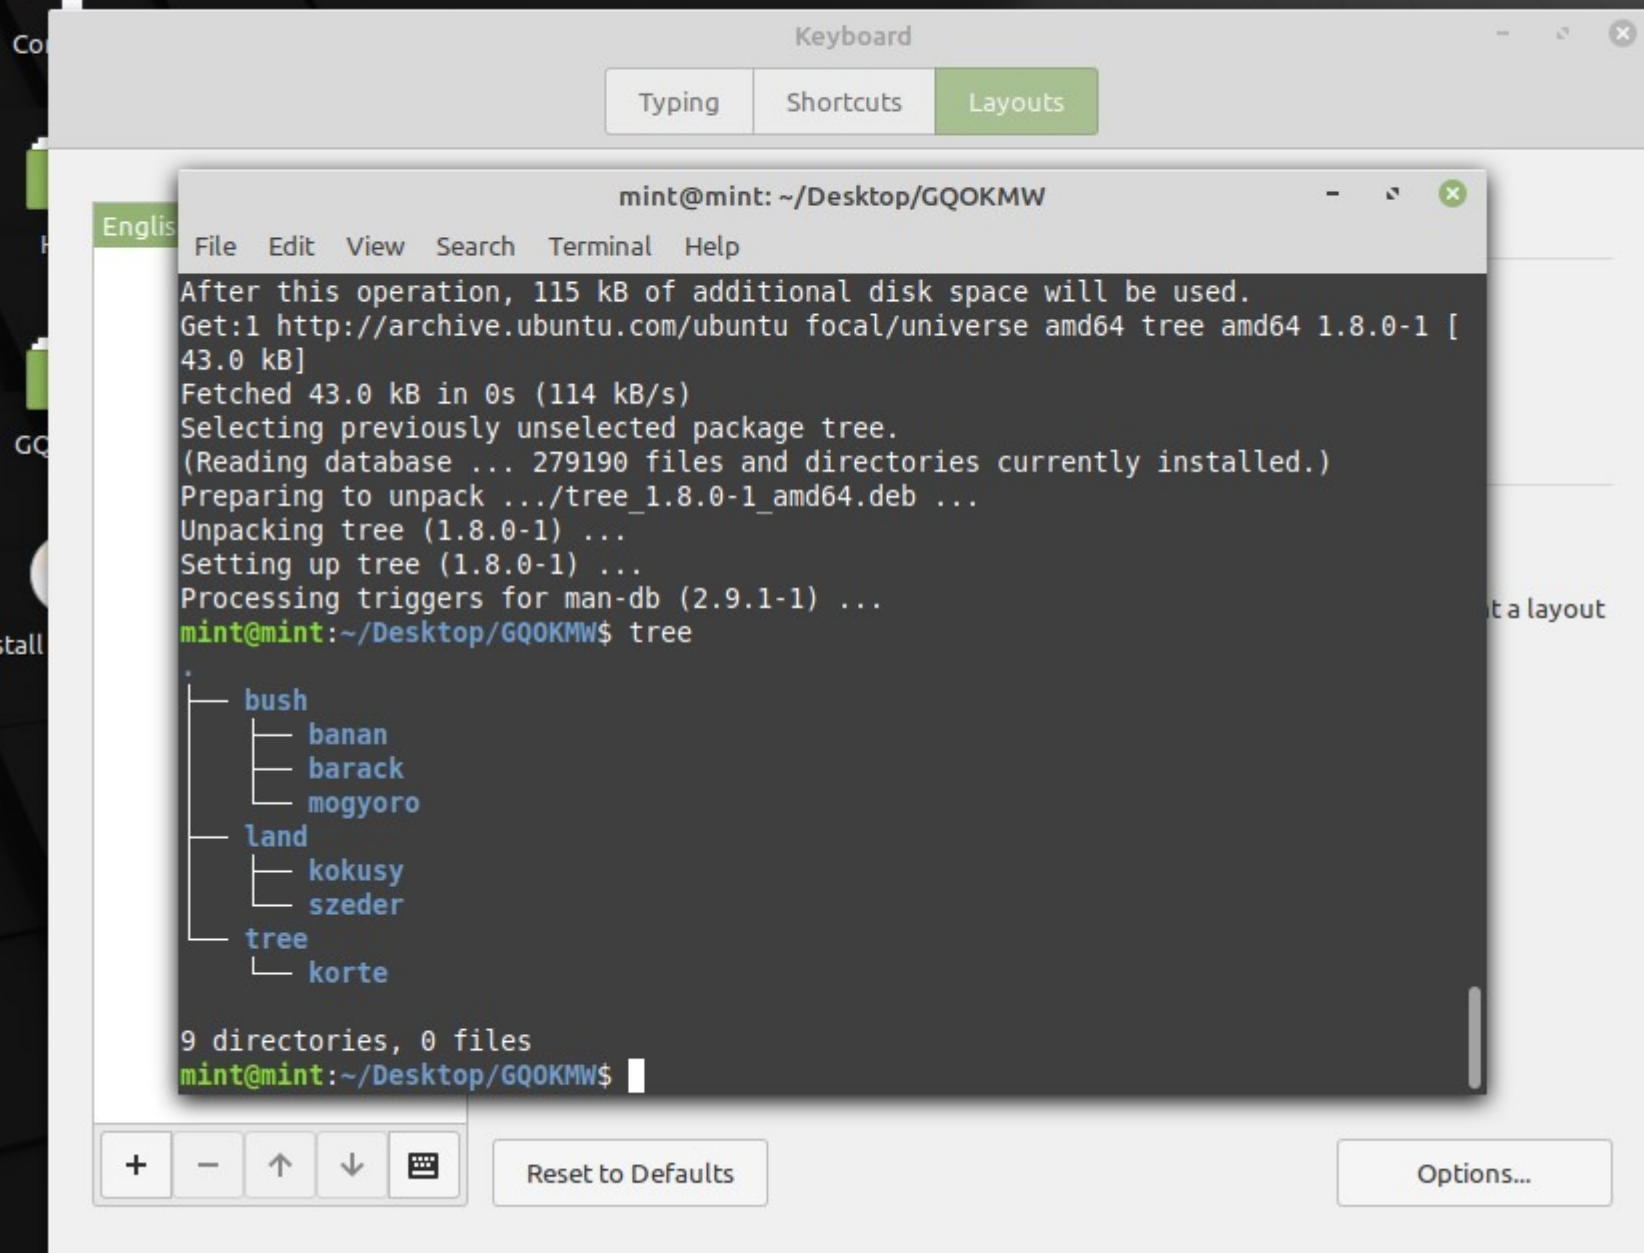 Keyboard
Typing
Shortcuts
Layouts
mint@mint: ~/Desktop/GQOKMW
File Edit View Search Terminal Help
After this operation, 115 kB of additional disk space will be used.
Get:1 http://archive.ubuntu.com/ubuntu focal/universe amd64 tree amd64 1.8.0-1 [
43.0 kB]
Fetched 43.0 kB in 0s (114 kB/s)
Selecting previously unselected package tree.
(Reading database ... 279190 files and directories currently installed.)
Preparing to unpack .../tree_1.8.0-1_amd64.deb ...
Unpacking tree (1.8.0-1) ...
Setting up tree (1.8.0-1) ...
Processing triggers for man-db (2.9.1-1) ...
mint@mint:~/Desktop/GQOKMW$ tree
.
├── bush
│   ├── banan
│   ├── barack
│   └── mogyoro
├── land
│   ├── kokusy
│   └── szeder
└── tree
    └── korte
9 directories, 0 files
mint@mint:~/Desktop/GQOKMW$
a layout
Reset to Defaults
Options...